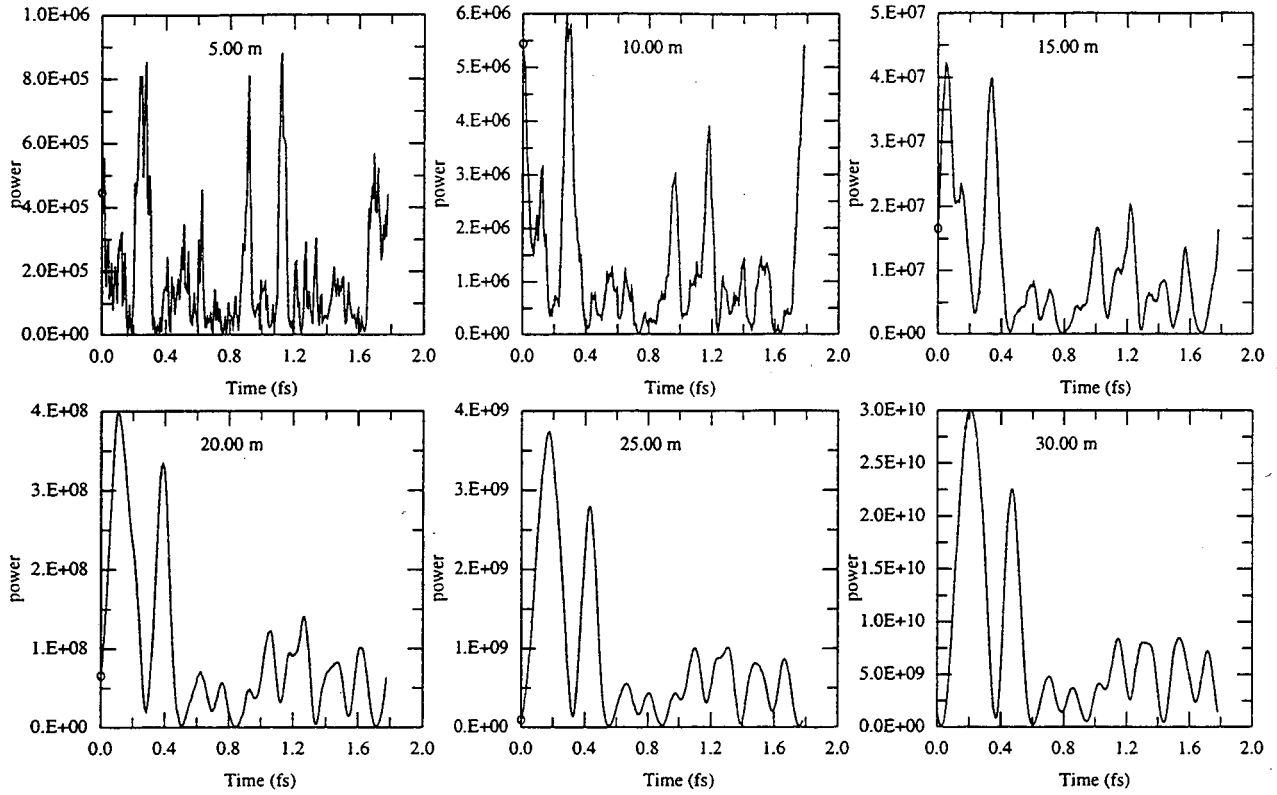 1.0E+06
8.0E+05
6.0E+05
4.0E+05
2.0E+05
0.0E+00
power
5.00 m
0.0 0.4 0.8 1.2 1.6 2.0
Time (fs)
6.E+06
5.E+06
4.E+06
3.E+06
2.E+06
1.E+06
0.E+00
power
10.00 m
0.0 0.4 0.8 1.2 1.6 2.0
Time (fs)
5.0E+07
4.E+07
3.E+07
2.E+07
1.E+07
0.E+00
power
15.00 m
0.0 0.4 0.8 1.2 1.6 2.0
Time (fs)
4.E+08
3.E+08
2.E+08
1.E+08
0.E+00
power
20.00 m
0.0 0.4 0.8 1.2 1.6 2.0
Time (fs)
4.E+09
3.E+09
2.E+09
1.E+09
0.E+00
power
25.00 m
0.0 0.4 0.8 1.2 1.6 2.0
Time (fs)
3.0E+10
2.5E+10
2.0E+10
1.5E+10
1.0E+10
5.0E+09
0.0E+00
power
30.00 m
0.0 0.4 0.8 1.2 1.6 2.0
Time (fs)